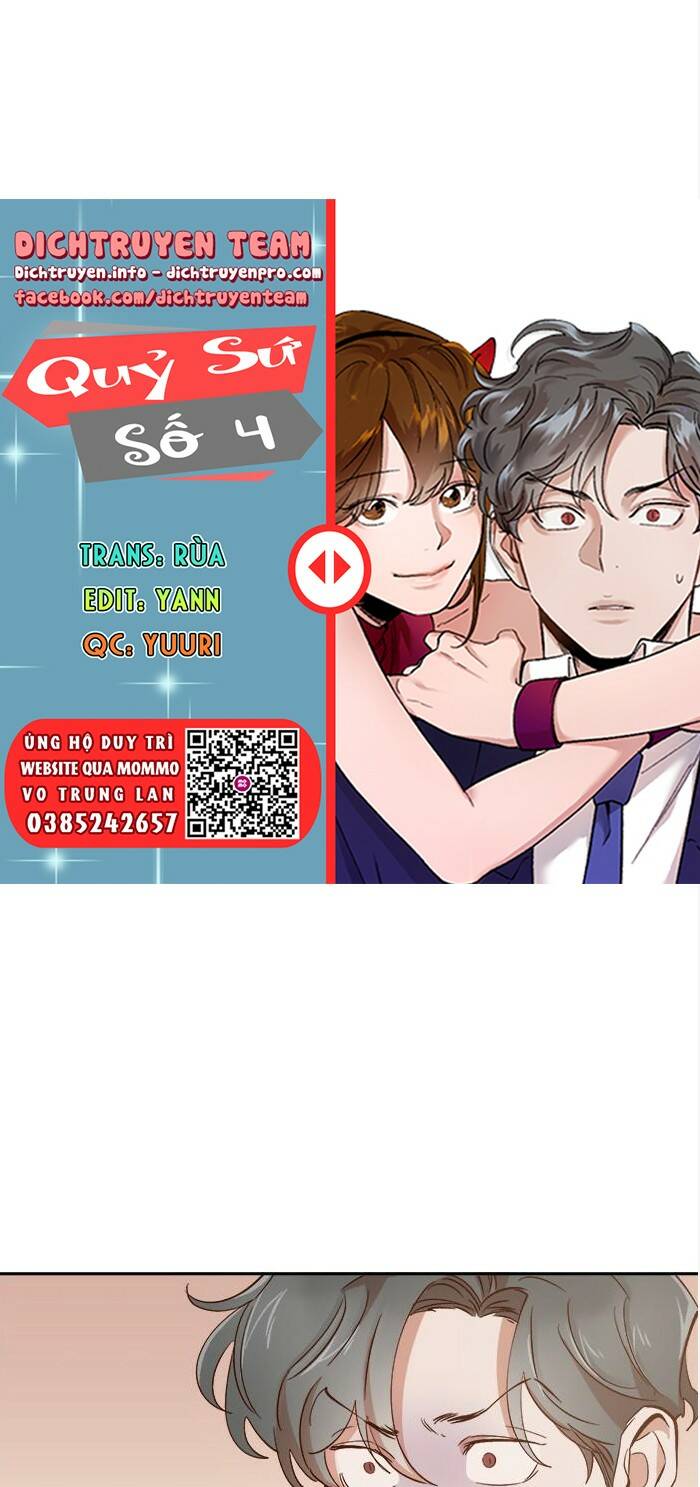 DICHTRUYEN TEAM
Dichtruyen.info - dichtruyenpro.com
facebook.com/dichtruyenteam
Quỷ Sứ
Số 4
TRANS: RÙA
EDIT: YANN
QC: YUURI
ỦNG HỘ DUY TRÌ
WEBSITE QUA MOMMO
VO TRUNG LAN
0385242657